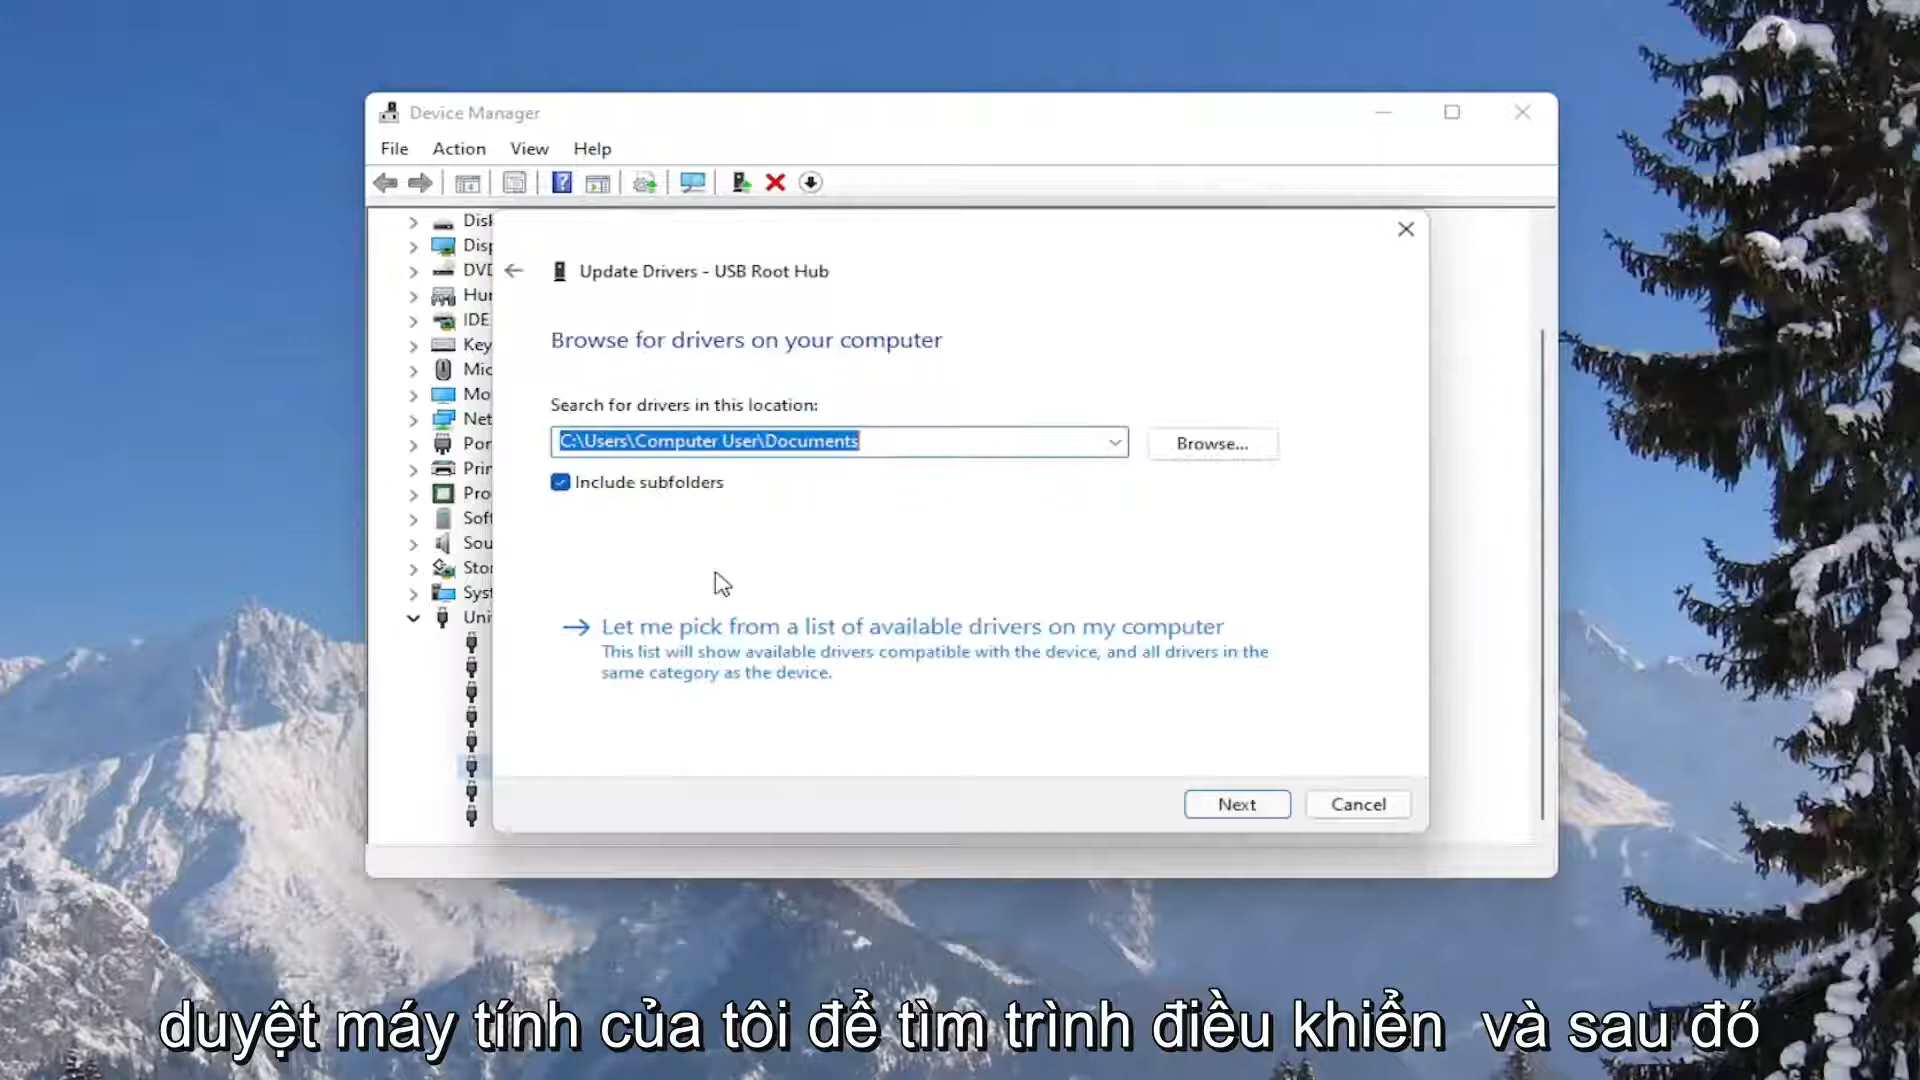 Device Manager
File Action View Help
Disk
Disp
DVD
Hur
IDE
Key
Mic
Mo
Net
Por
Prin
Pro
Soft
Sou
Stor
Syst
Uni
Update Drivers - USB Root Hub
Browse for drivers on your computer
Search for drivers in this location:
C:\Users\Computer User\Documents
Browse...
Include subfolders
Let me pick from a list of available drivers on my computer
This list will show available drivers compatible with the device, and all drivers in the
same category as the device.
Next Cancel
duyệt máy tính của tôi để tìm trình điều khiển và sau đó